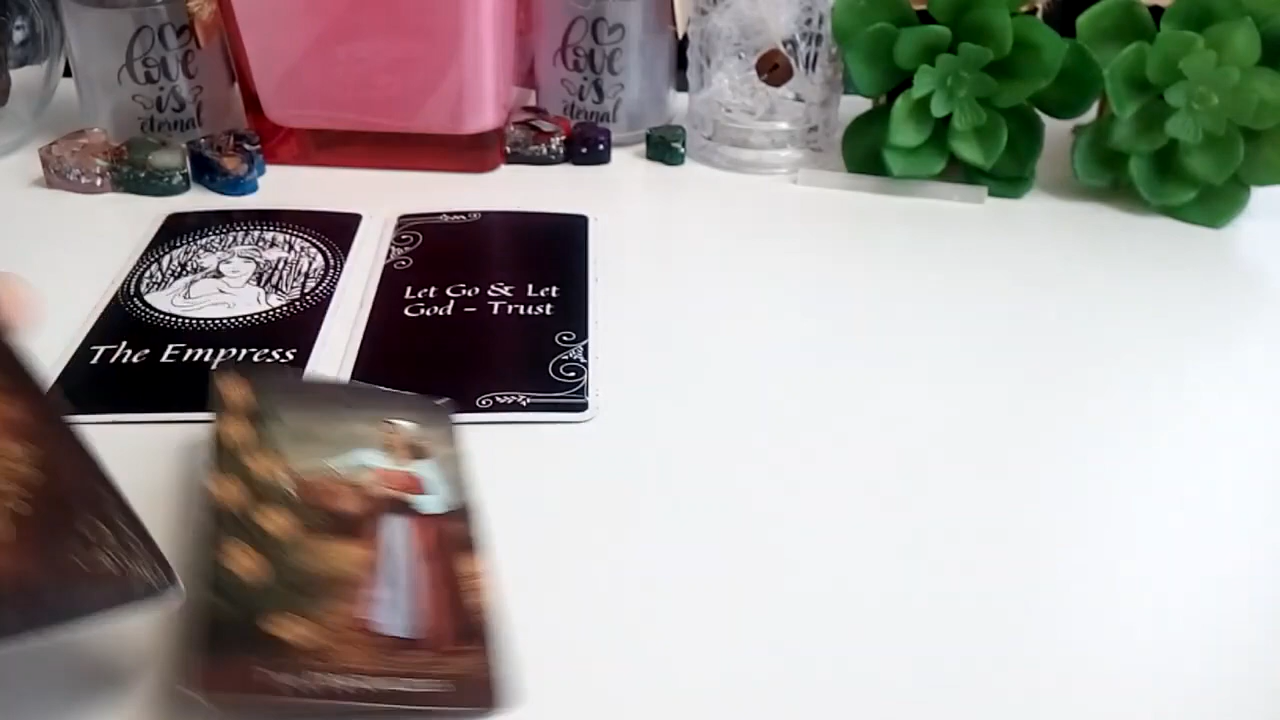 love
is
eternal
love
is
eternal
The Empress
Let Go & Let
God - Trust